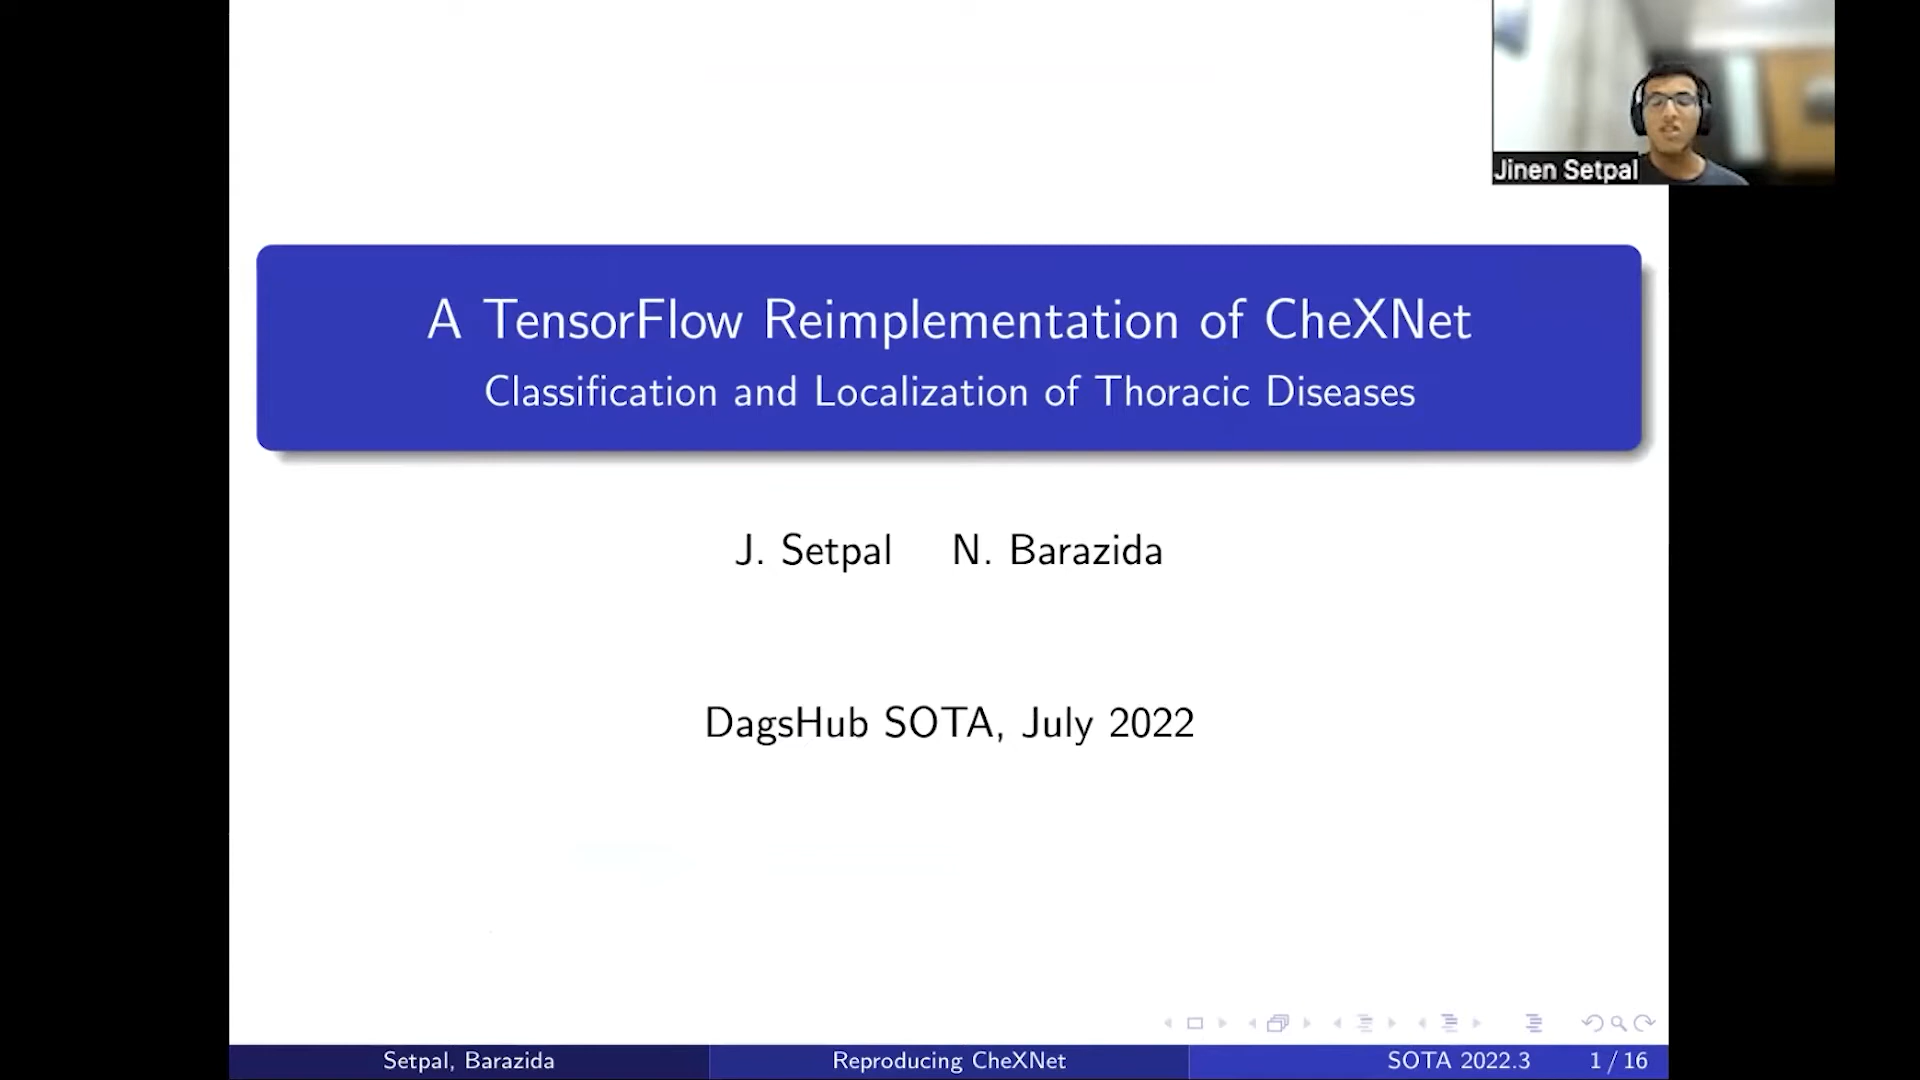 Jinen Setpal
A TensorFlow Reimplementation of CheXNet
Classification and Localization of Thoracic Diseases
J. Setpal N. Barazida
DagsHub SOTA, July 2022
Setpal, Barazida Reproducing CheXNet SOTA 2022.3 1 / 16